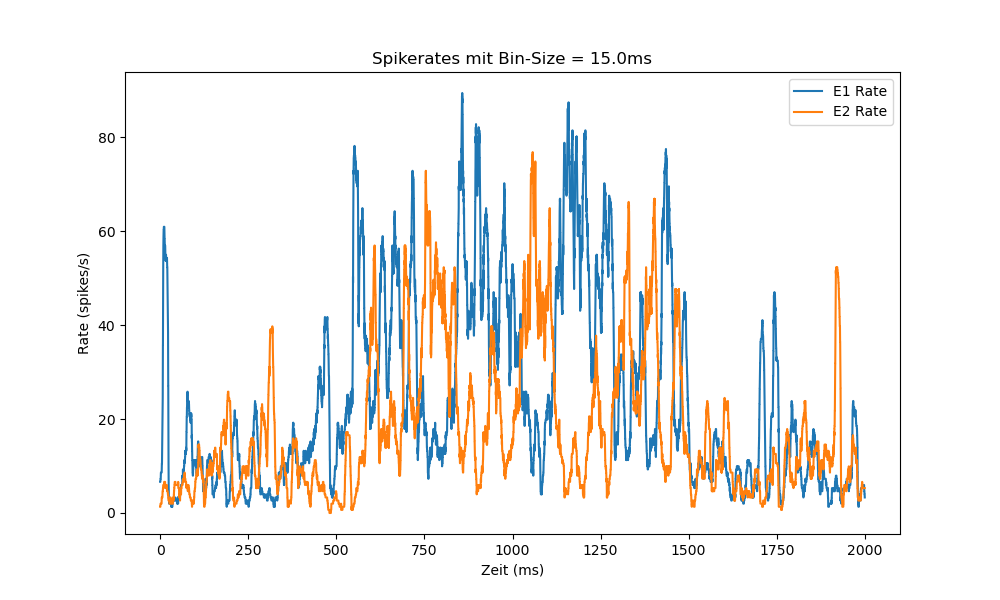 Spikerates mit Bin-Size = 15.0ms
E1 Rate
E2 Rate
Rate (spikes/s)
80
60
40
20
0
0 250 500 750 1000 1250 1500 1750 2000
Zeit (ms)